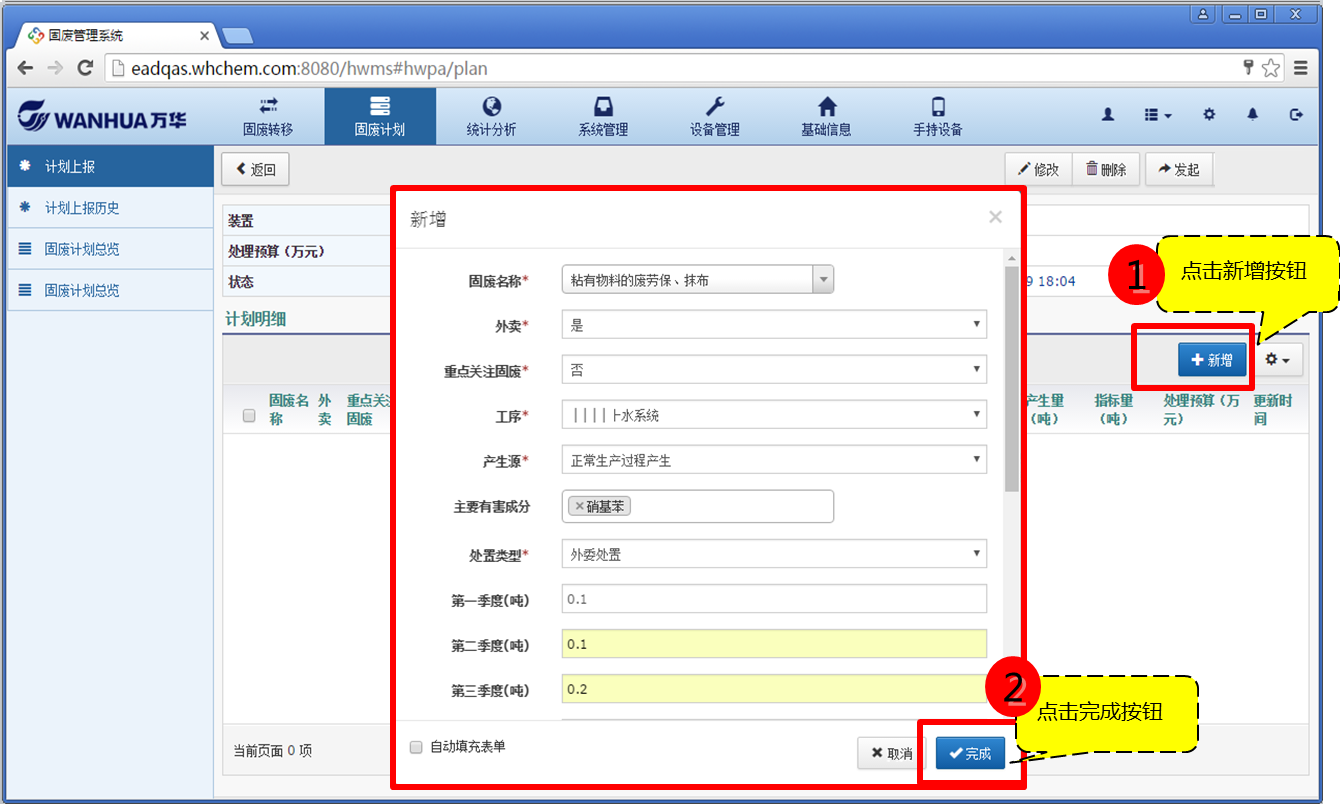 固废管理系统
eadqas.whchem.com:8080/hwms#hwpa/plan
WANHUA万华
固废转移
固废计划
统计分析
系统管理
设备管理
基础信息
手持设备
计划上报
计划上报历史
固废计划总览
固废计划总览
返回
修改
删除
发起
装置
处理预算（万元）
状态
9 18:04
计划明细
新增
固废名称
外卖
重点关注固废
产生量（吨）
指标量（吨）
处理预算（万元）
更新时间
当前页面 0 项
新增
×
固废名称* 粘有物料的废劳保、抹布
外卖* 是
重点关注固废* 否
工序* 丨丨丨丨卜水系统
产生源* 正常生产过程产生
主要有害成分 ×硝基苯
处置类型* 外委处置
第一季度(吨) 0.1
第二季度(吨) 0.1
第三季度(吨) 0.2
自动填充表单
取消
完成
1
点击新增按钮
2
点击完成按钮